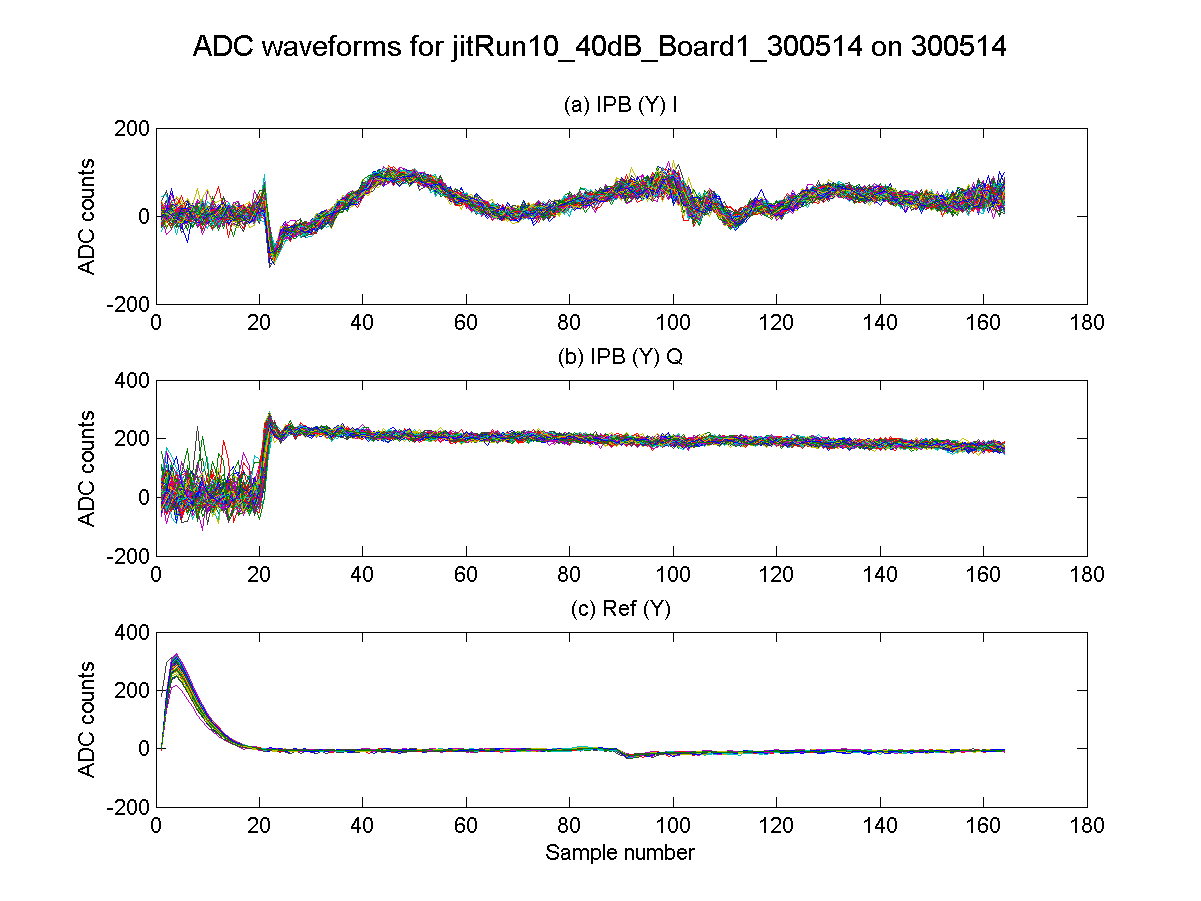 ADC waveforms for jitRun10_40dB_Board1_300514 on 300514
(a) IPB (Y) I
ADC counts
200
0
-200
0 20 40 60 80 100 120 140 160 180
(b) IPB (Y) Q
ADC counts
400
200
0
-200
0 20 40 60 80 100 120 140 160 180
(c) Ref (Y)
ADC counts
400
200
0
-200
0 20 40 60 80 100 120 140 160 180
Sample number